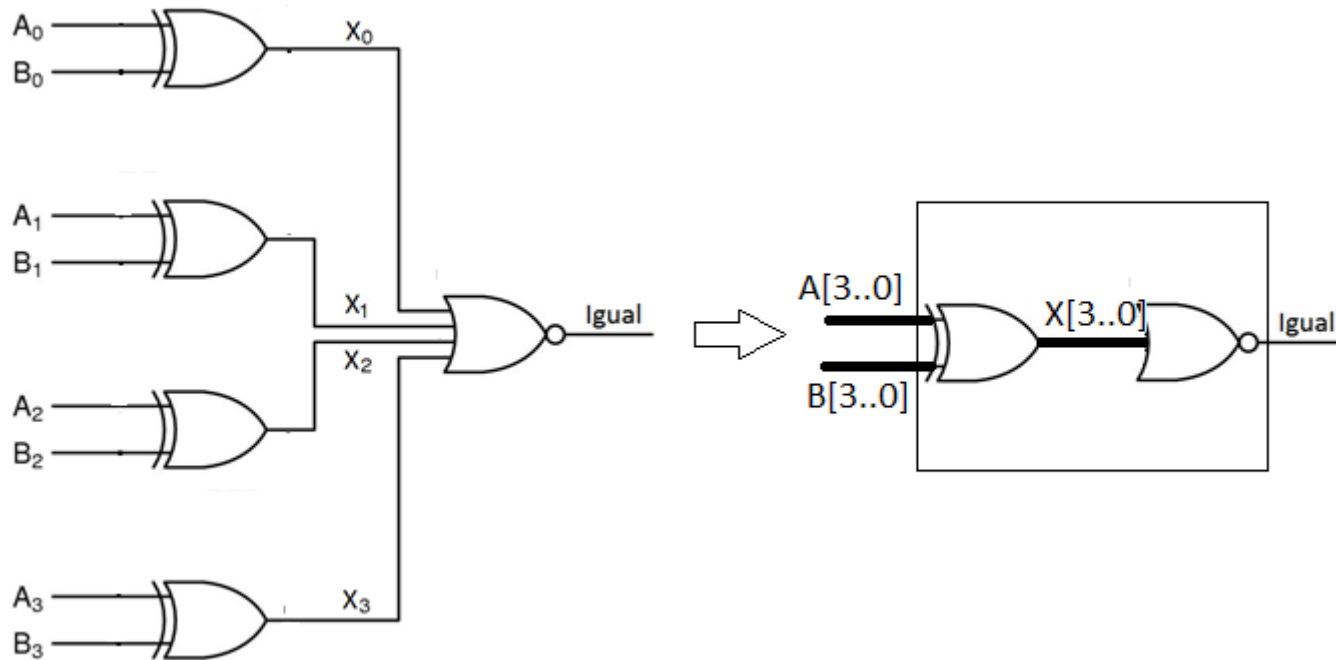 A₀
B₀
X₀
A₁
B₁
X₁
Igual
X₂
A₂
B₂
A₃
B₃
X₃
A[3..0]
B[3..0]
X[3..0]
Igual